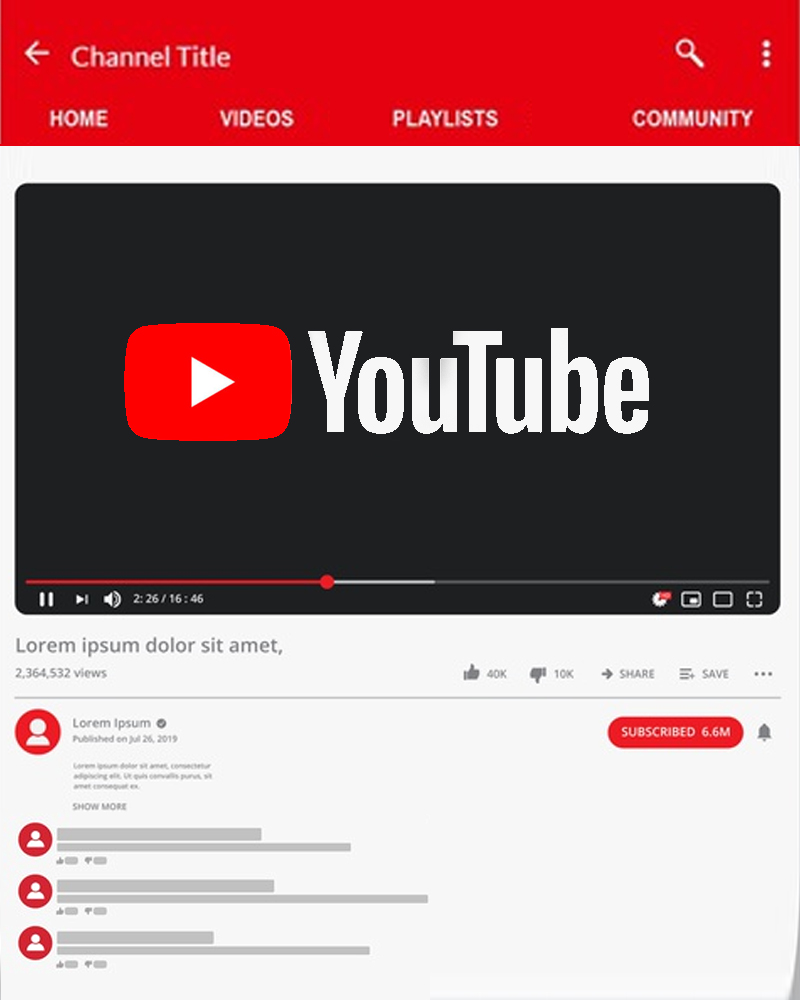 Channel Title
HOME VIDEOS PLAYLISTS COMMUNITY
YouTube
2:26 / 16:46
Lorem ipsum dolor sit amet,
2,364,532 views
40K 10K SHARE SAVE
Lorem Ipsum
Published on Jul 26, 2019
SUBSCRIBED 6.6M
Lorem ipsum dolor sit amet, consectetur
adipiscing elit. Ut quis convallis purus, sit
amet consequat ex.
SHOW MORE